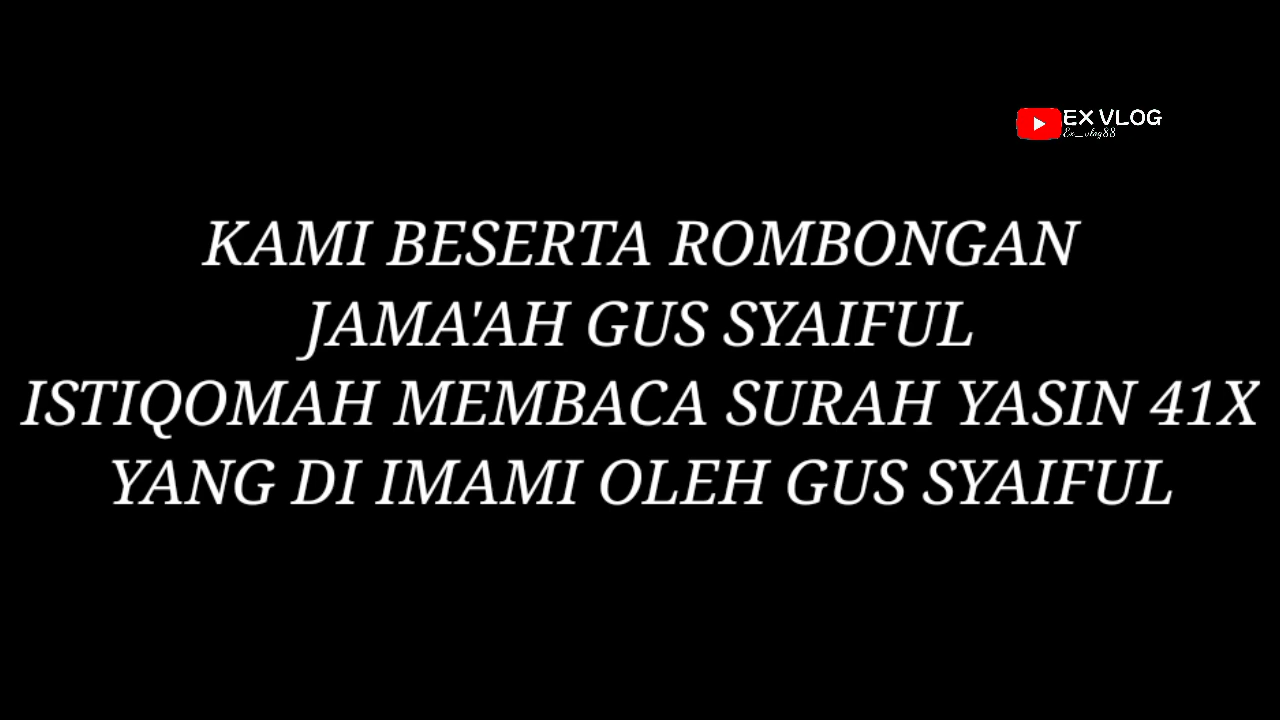 EX VLOG
Ex_vlog88
KAMI BESERTA ROMBONGAN
JAMA'AH GUS SYAIFUL
ISTIQOMAH MEMBACA SURAH YASIN 41X
YANG DI IMAMI OLEH GUS SYAIFUL